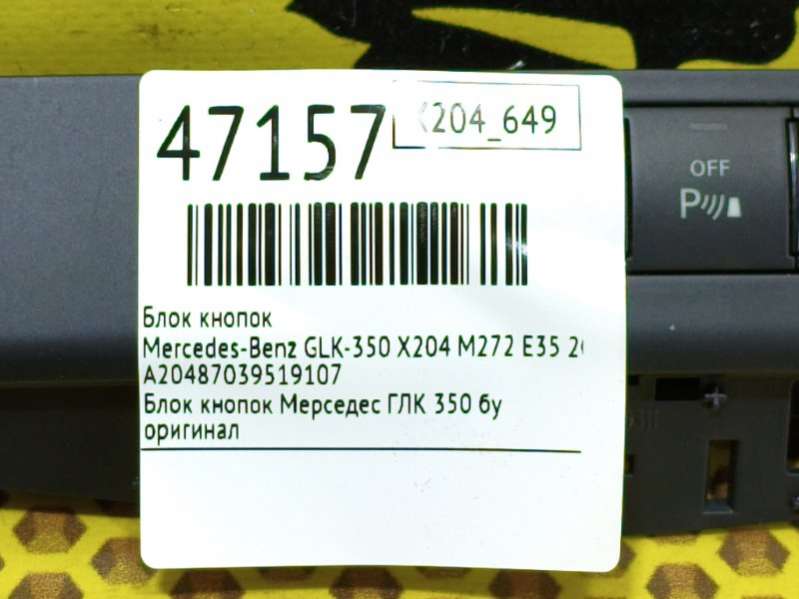 47157
204_649
OFF
P
Блок кнопок
Mercedes-Benz GLK-350 X204 M272 E35
A20487039519107
Блок кнопок Мерседес ГЛК 350 бу
оригинал